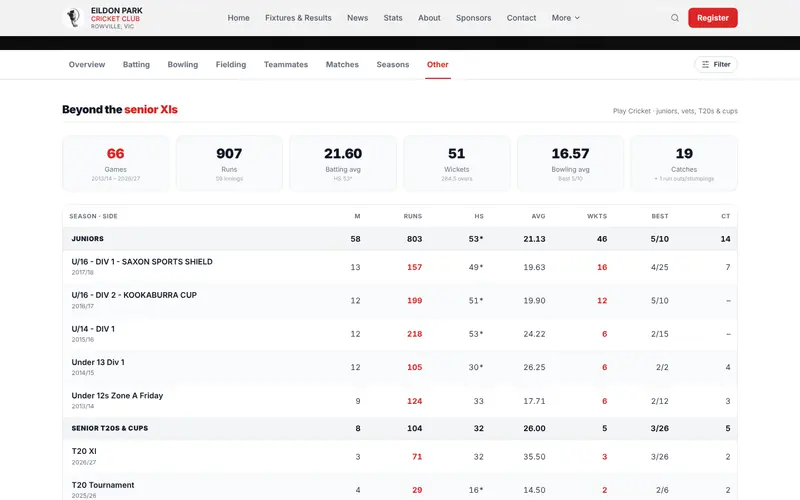 EILDON PARK
CRICKET CLUB
ROWVILLE, VIC
Home Fixtures & Results News Stats About Sponsors Contact More Register
Overview Batting Bowling Fielding Teammates Matches Seasons Other Filter
Beyond the senior XIs
Play Cricket · juniors, vets, T20s & cups
66 907 21.60 51 16.57 19
Games Runs Batting avg Wickets Bowling avg Catches
2013/14 – 2026/27 59 innings HS 53* 264.3 overs Best 5/10 + 1 run outs/stumpings
SEASON · SIDE M RUNS HS AVG WKTS BEST CT
JUNIORS 58 803 53* 21.13 46 5/10 14
U/16 - DIV 1 - SAXON SPORTS SHIELD 13 157 49* 19.63 16 4/25 7
2017/18
U/16 - DIV 2 - KOOKABURRA CUP 12 199 51* 19.90 12 5/10 –
2016/17
U/14 - DIV 1 12 218 53* 24.22 6 2/15 –
2015/16
Under 13 Div 1 12 105 30* 26.25 6 2/2 4
2014/15
Under 12s Zone A Friday 9 124 33 17.71 6 2/12 3
2013/14
SENIOR T20S & CUPS 8 104 32 26.00 5 3/26 5
T20 XI 3 71 32 35.50 3 3/26 2
2026/27
T20 Tournament 4 29 16* 14.50 2 2/6 2
2025/26